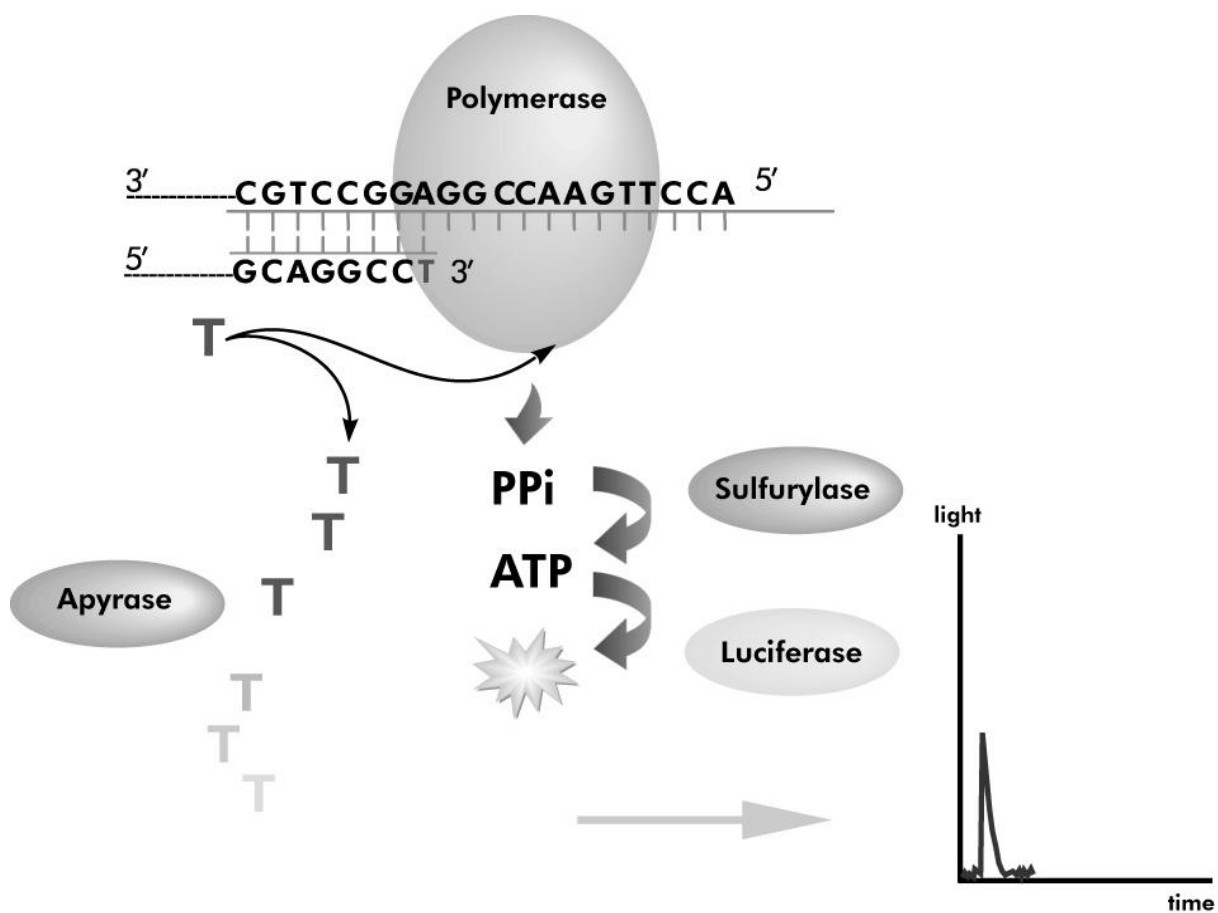 Polymerase
3′ CGTCCGGAGGCCAAGTTCCA 5′
5′ GCAGGCCT 3′
T
T
PPi
Sulfurylase
light
T
ATP
Apyrase
T
Luciferase
T
T
T
time